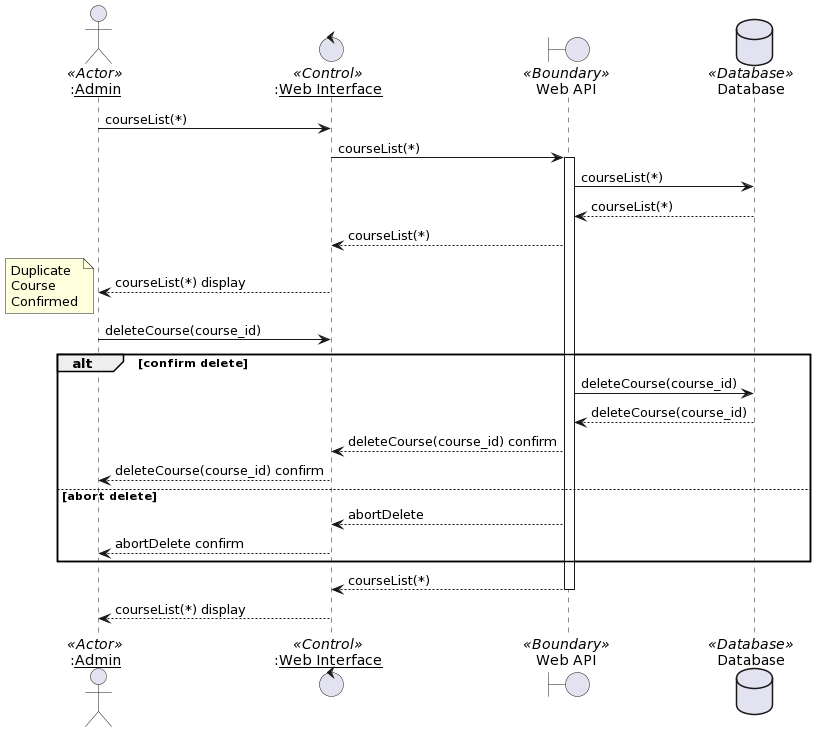 «Actor»
:Admin
«Control»
:Web Interface
«Boundary»
Web API
«Database»
Database
courseList(*)
courseList(*)
courseList(*)
courseList(*)
courseList(*)
Duplicate
Course
Confirmed
courseList(*) display
deleteCourse(course_id)
alt
[confirm delete]
deleteCourse(course_id)
deleteCourse(course_id)
deleteCourse(course_id) confirm
deleteCourse(course_id) confirm
[abort delete]
abortDelete
abortDelete confirm
courseList(*)
courseList(*) display
«Actor»
:Admin
«Control»
:Web Interface
«Boundary»
Web API
«Database»
Database